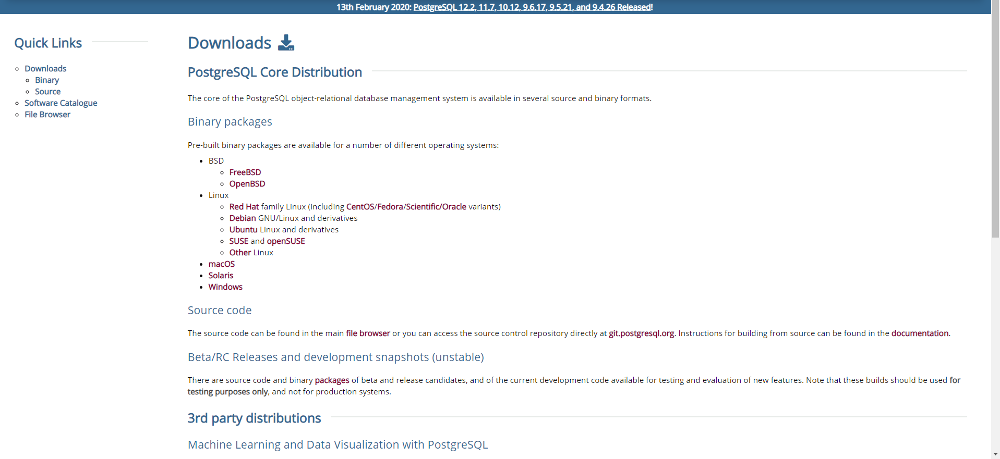 13th February 2020: PostgreSQL 12.2, 11.7, 10.12, 9.6.17, 9.5.21, and 9.4.26 Released!
Quick Links
Downloads
Binary
Source
Software Catalogue
File Browser
Downloads
PostgreSQL Core Distribution
The core of the PostgreSQL object-relational database management system is available in several source and binary formats.
Binary packages
Pre-built binary packages are available for a number of different operating systems:
BSD
FreeBSD
OpenBSD
Linux
Red Hat family Linux (including CentOS/Fedora/Scientific/Oracle variants)
Debian GNU/Linux and derivatives
Ubuntu Linux and derivatives
SUSE and openSUSE
Other Linux
macOS
Solaris
Windows
Source code
The source code can be found in the main file browser or you can access the source control repository directly at git.postgresql.org. Instructions for building from source can be found in the documentation.
Beta/RC Releases and development snapshots (unstable)
There are source code and binary packages of beta and release candidates, and of the current development code available for testing and evaluation of new features. Note that these builds should be used for
testing purposes only, and not for production systems.
3rd party distributions
Machine Learning and Data Visualization with PostgreSQL